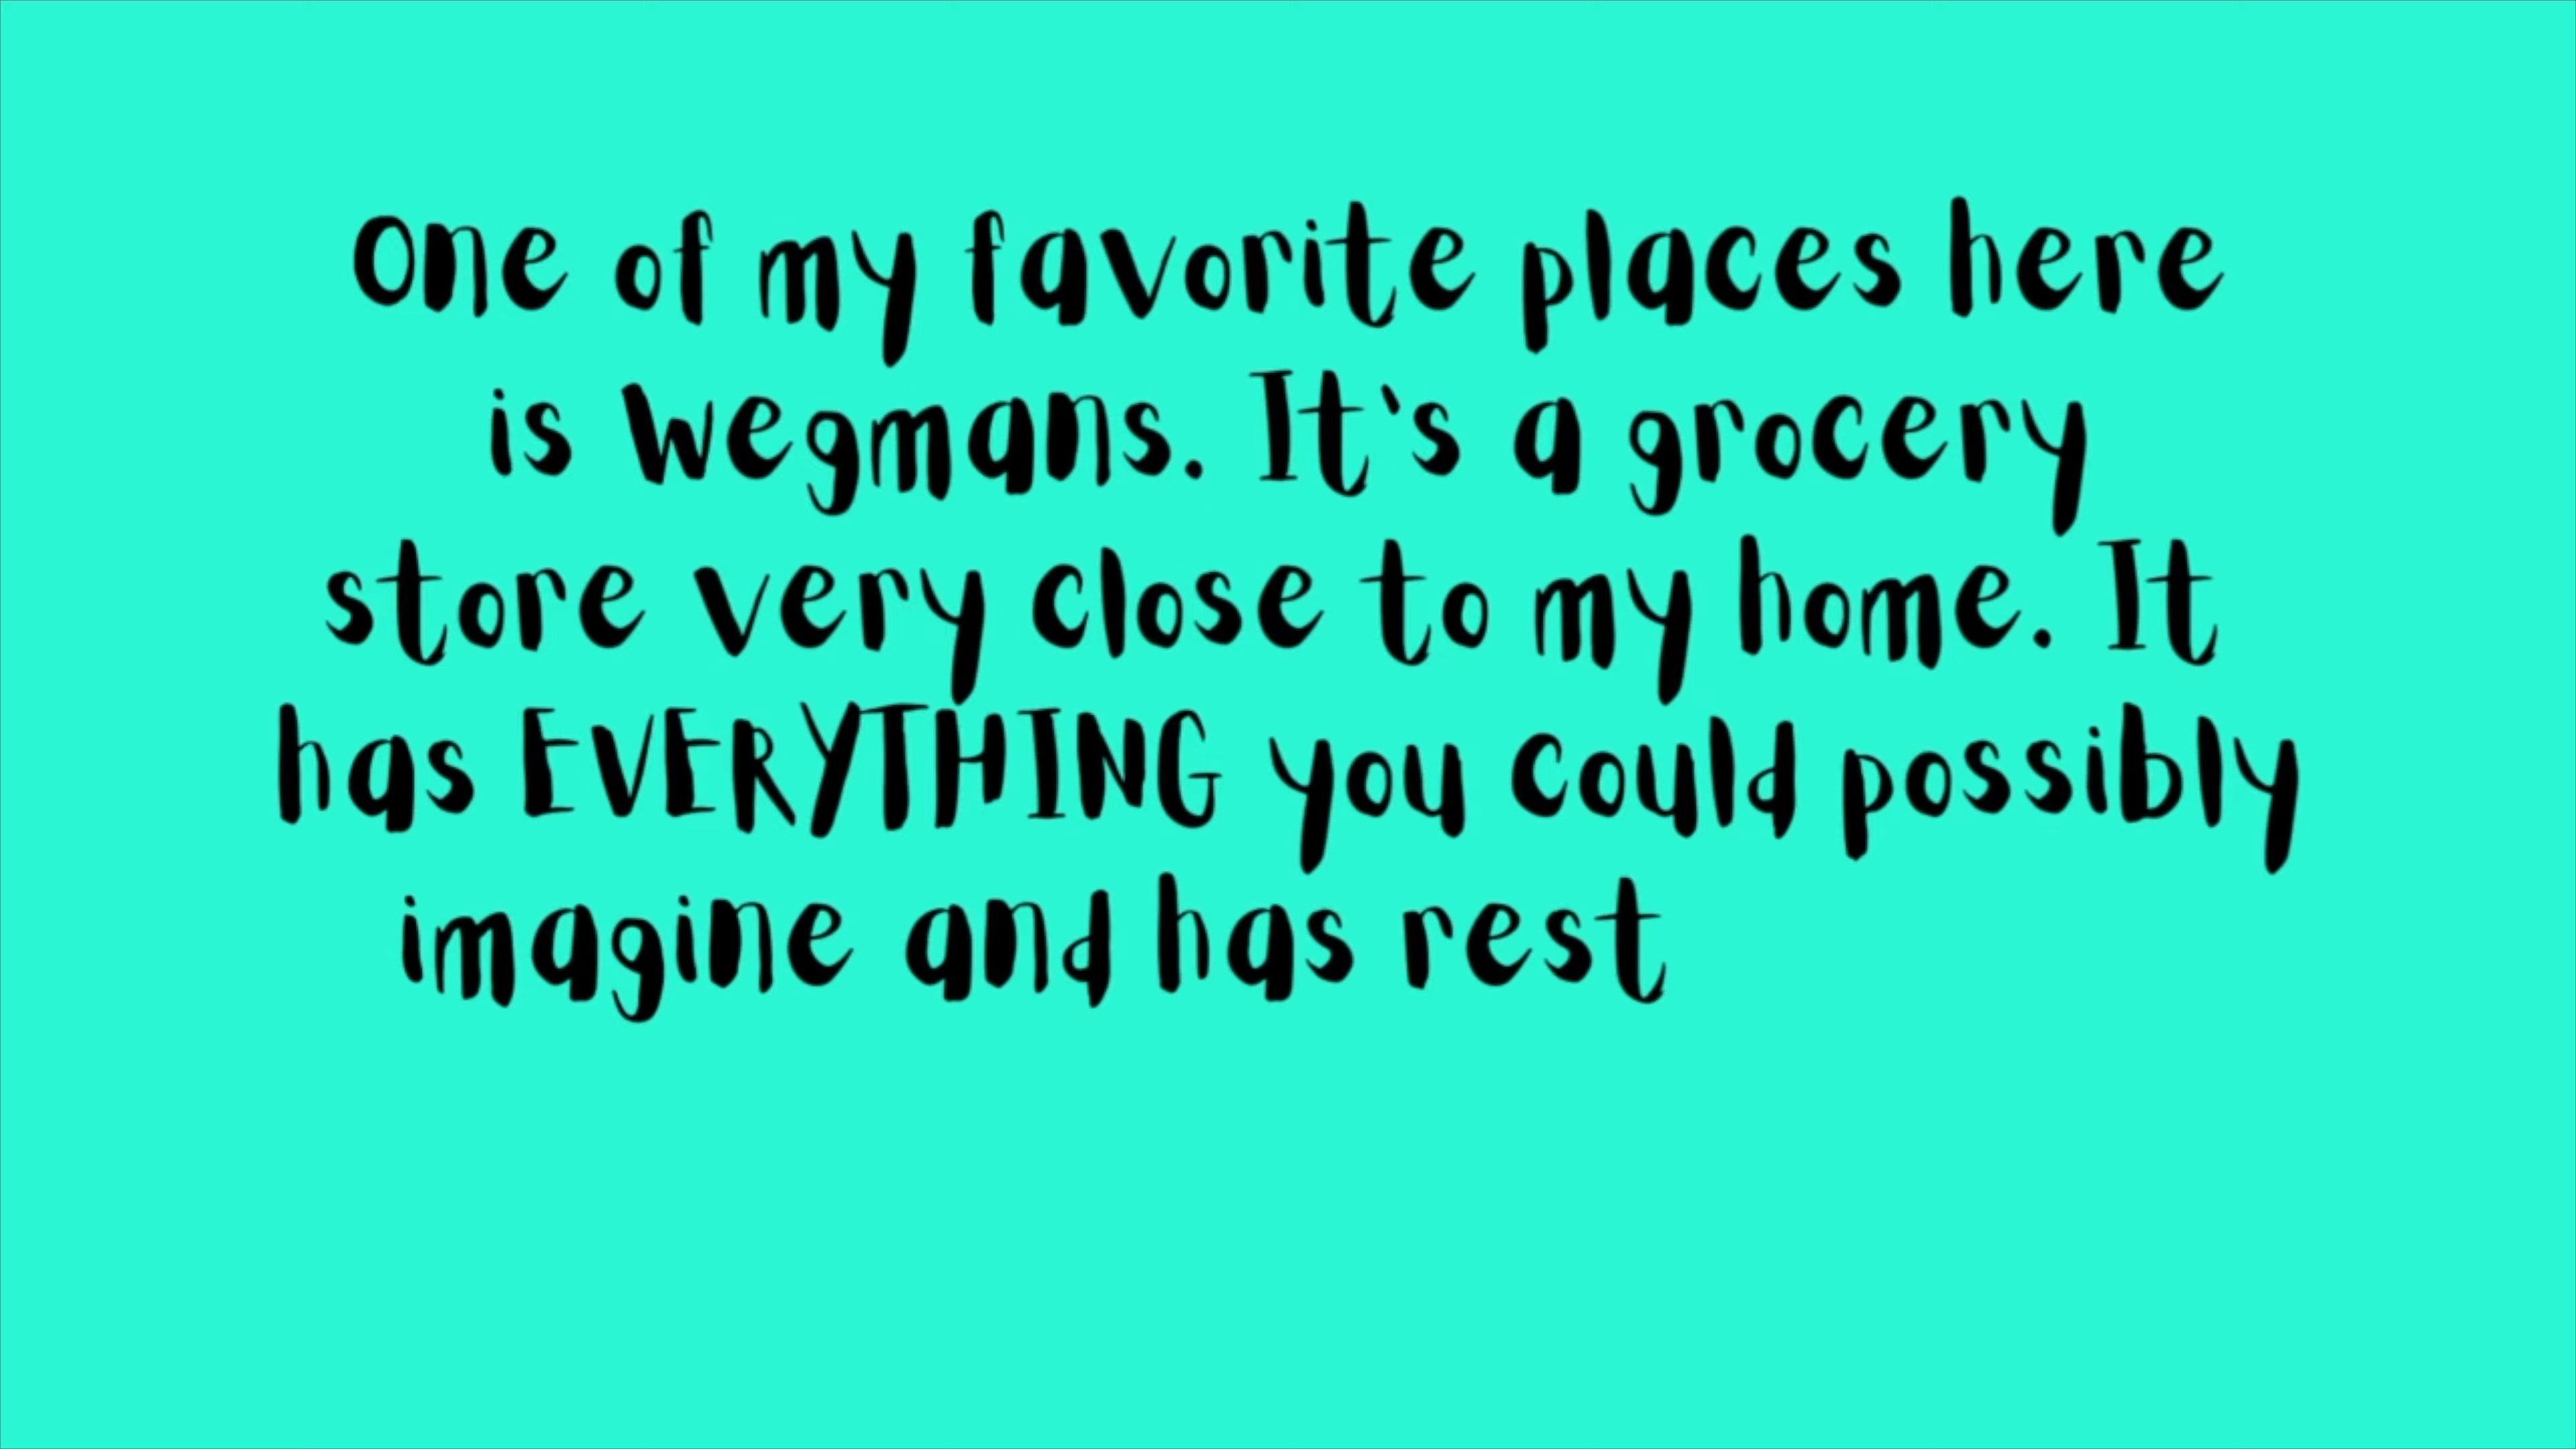 One of my favorite places here
is Wegmans. It's a grocery
store very close to my home. It
has EVERYTHING you could possibly
imagine and has rest